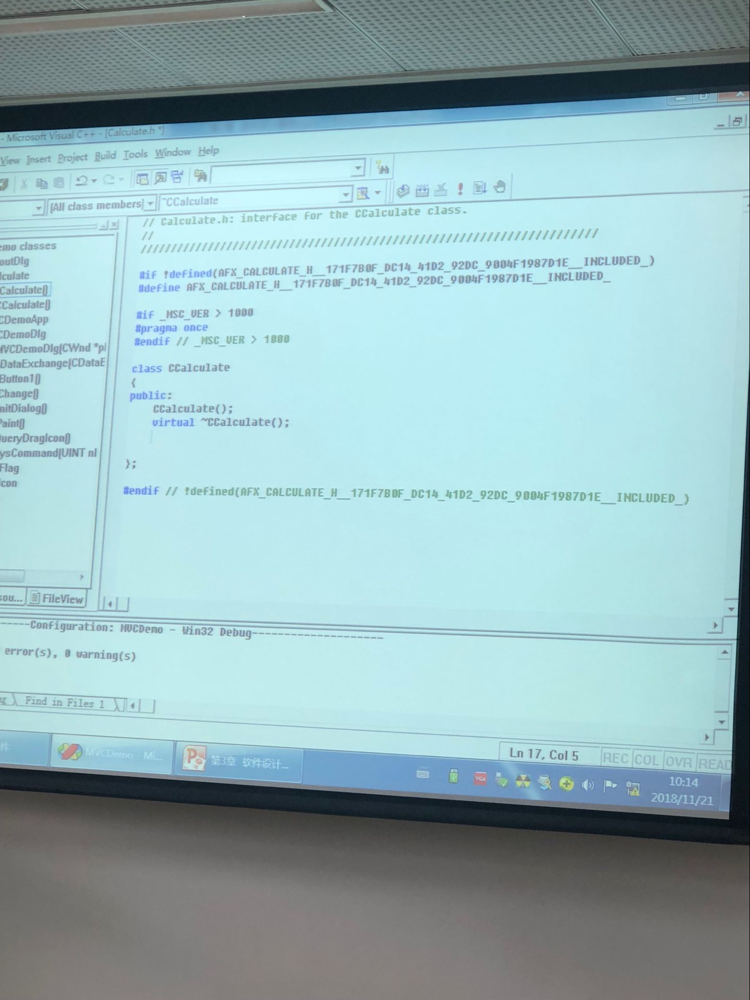 - Microsoft Visual C++ - [Calculate.h *]
View Insert Project Build Tools Window Help
[All class members] ~CCalculate
// Calculate.h: interface for the CCalculate class.
//
//////////////////////////////////////////////////////////////////////
#if !defined(AFX_CALCULATE_H__171F7B0F_DC14_41D2_92DC_9004F1987D1E__INCLUDED_)
#define AFX_CALCULATE_H__171F7B0F_DC14_41D2_92DC_9004F1987D1E__INCLUDED_
#if _MSC_VER > 1000
#pragma once
#endif // _MSC_VER > 1000
class CCalculate
{
public:
CCalculate();
virtual ~CCalculate();
};
#endif // !defined(AFX_CALCULATE_H__171F7B0F_DC14_41D2_92DC_9004F1987D1E__INCLUDED_)
emo classes
outDlg
lculate
Calculate()
CCalculate()
CDemoApp
CDemoDlg
MVCDemoDlg(CWnd *pl
DataExchange(CDataE
Button1()
Change()
nitDialog()
Paint()
QueryDragIcon()
ysCommand(UINT nI
Flag
Icon
sou... FileView
-----Configuration: MVCDemo - Win32 Debug--------------------
error(s), 0 warning(s)
g Find in Files 1
Ln 17, Col 5 REC COL OVR READ
件 MVCDemo - Mi... 第3章 软件设计...
VGA
10:14
2018/11/21